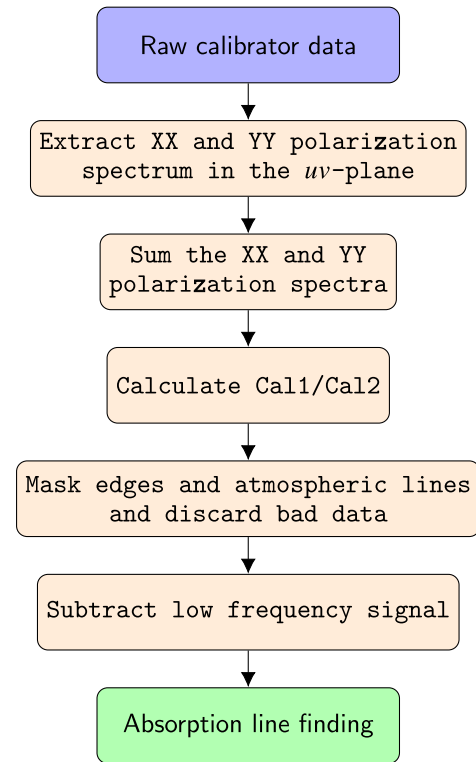 Raw calibrator data
Extract XX and YY polarization
spectrum in the uv-plane
Sum the XX and YY
polarization spectra
Calculate Cal1/Cal2
Mask edges and atmospheric lines
and discard bad data
Subtract low frequency signal
Absorption line finding